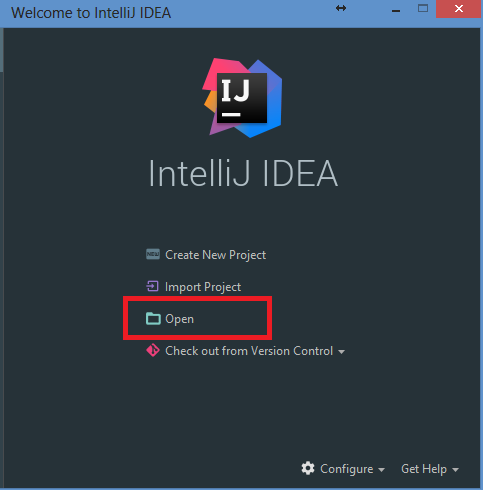 Welcome to IntelliJ IDEA
IJ
IntelliJ IDEA
Create New Project
Import Project
Open
Check out from Version Control
Configure Get Help